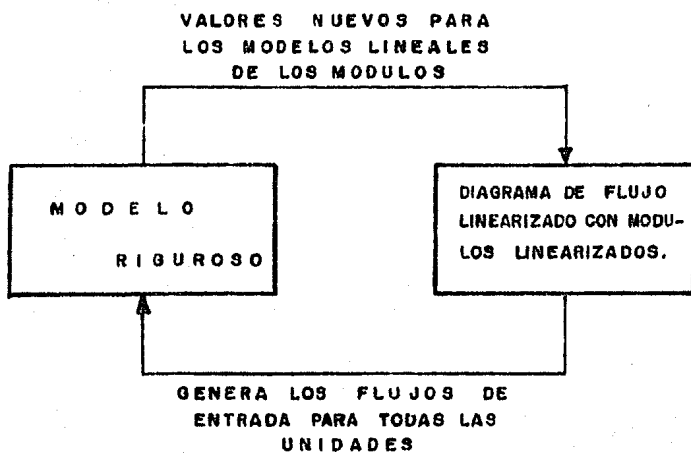 VALORES NUEVOS PARA
LOS MODELOS LINEALES
DE LOS MODULOS
MODELO
RIGUROSO
DIAGRAMA DE FLUJO
LINEARIZADO CON MODU-
LOS LINEARIZADOS.
GENERA LOS FLUJOS DE
ENTRADA PARA TODAS LAS
UNIDADES